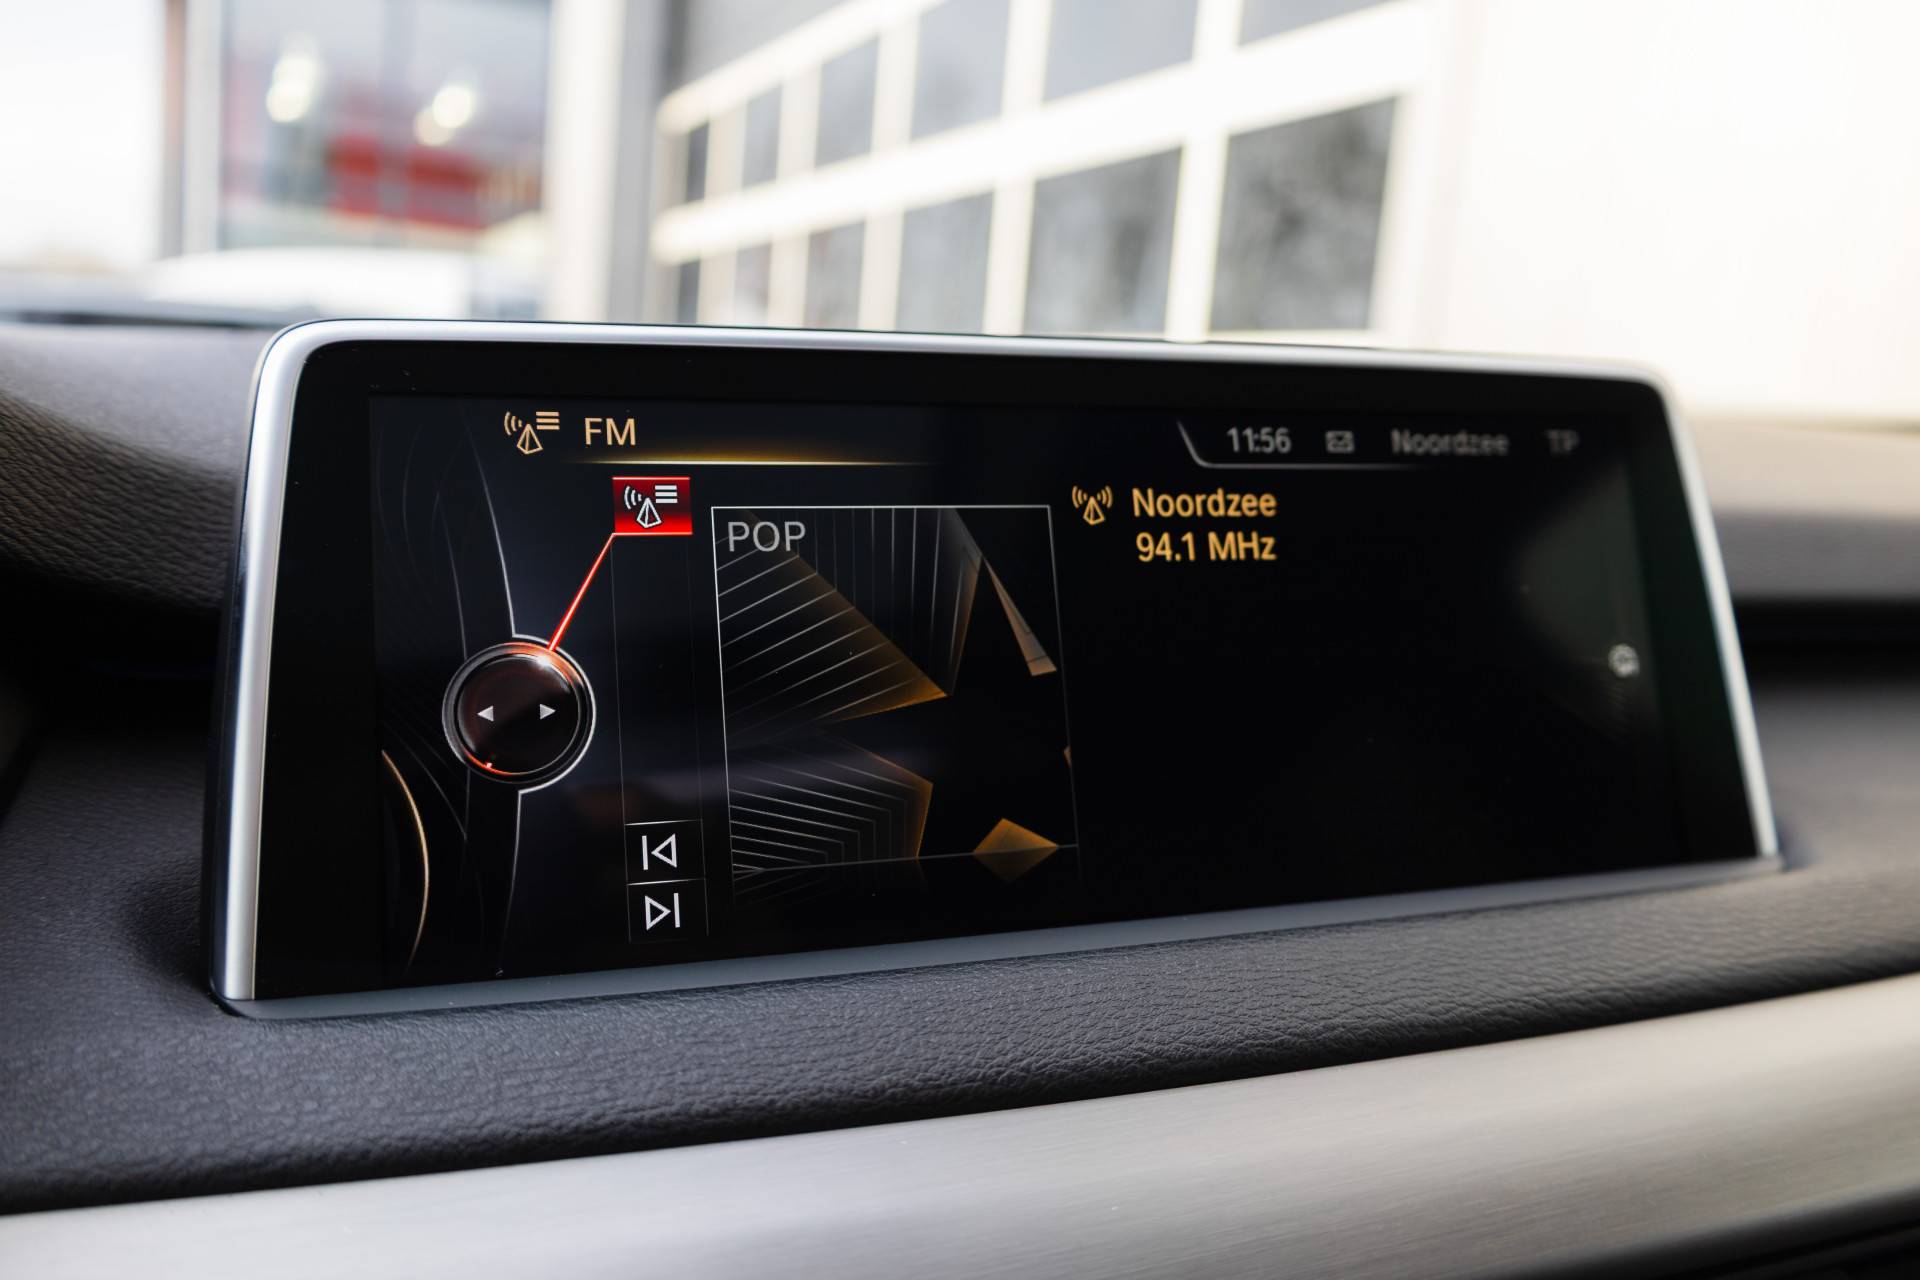 FM
11:56 Noordzee TP
POP
Noordzee
94.1 MHz